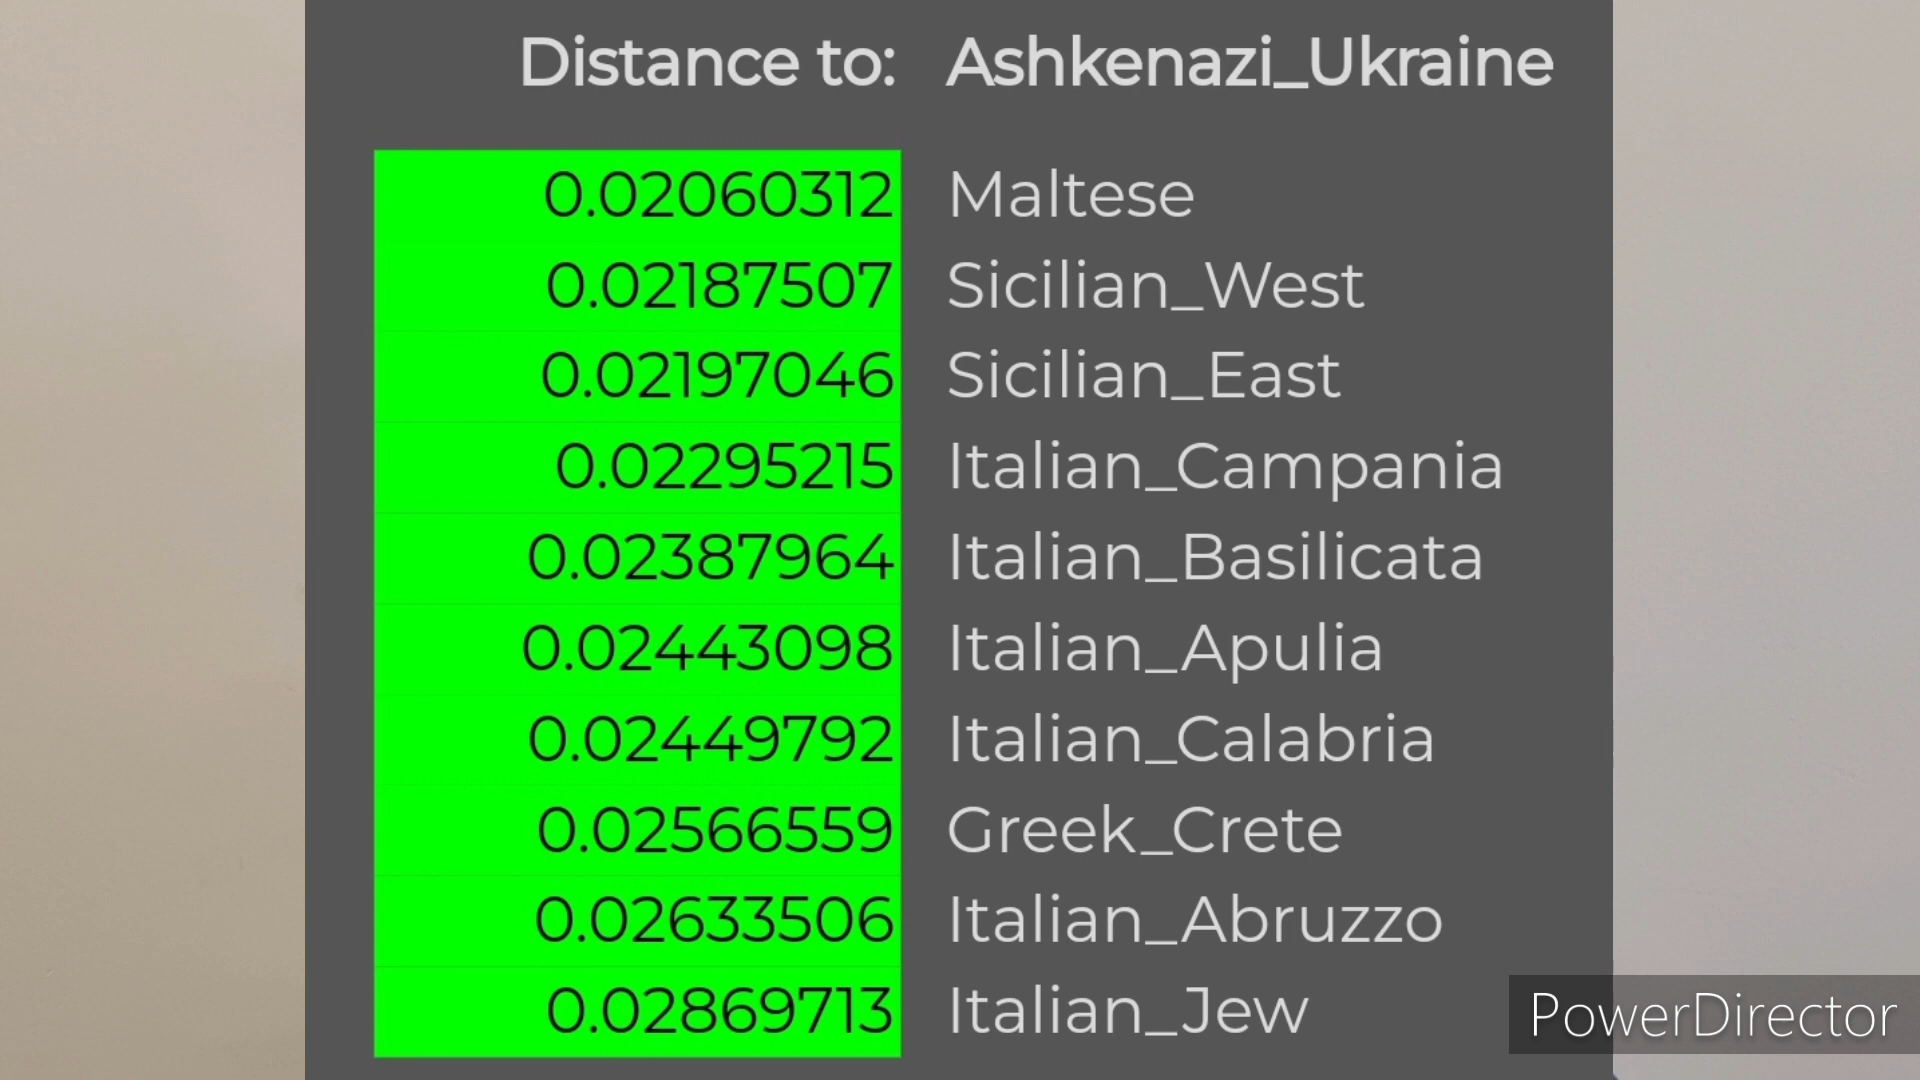 Distance to: Ashkenazi_Ukraine
0.02060312 Maltese
0.02187507 Sicilian_West
0.02197046 Sicilian_East
0.02295215 Italian_Campania
0.02387964 Italian_Basilicata
0.02443098 Italian_Apulia
0.02449792 Italian_Calabria
0.02566559 Greek_Crete
0.02633506 Italian_Abruzzo
0.02869713 Italian_Jew
PowerDirector